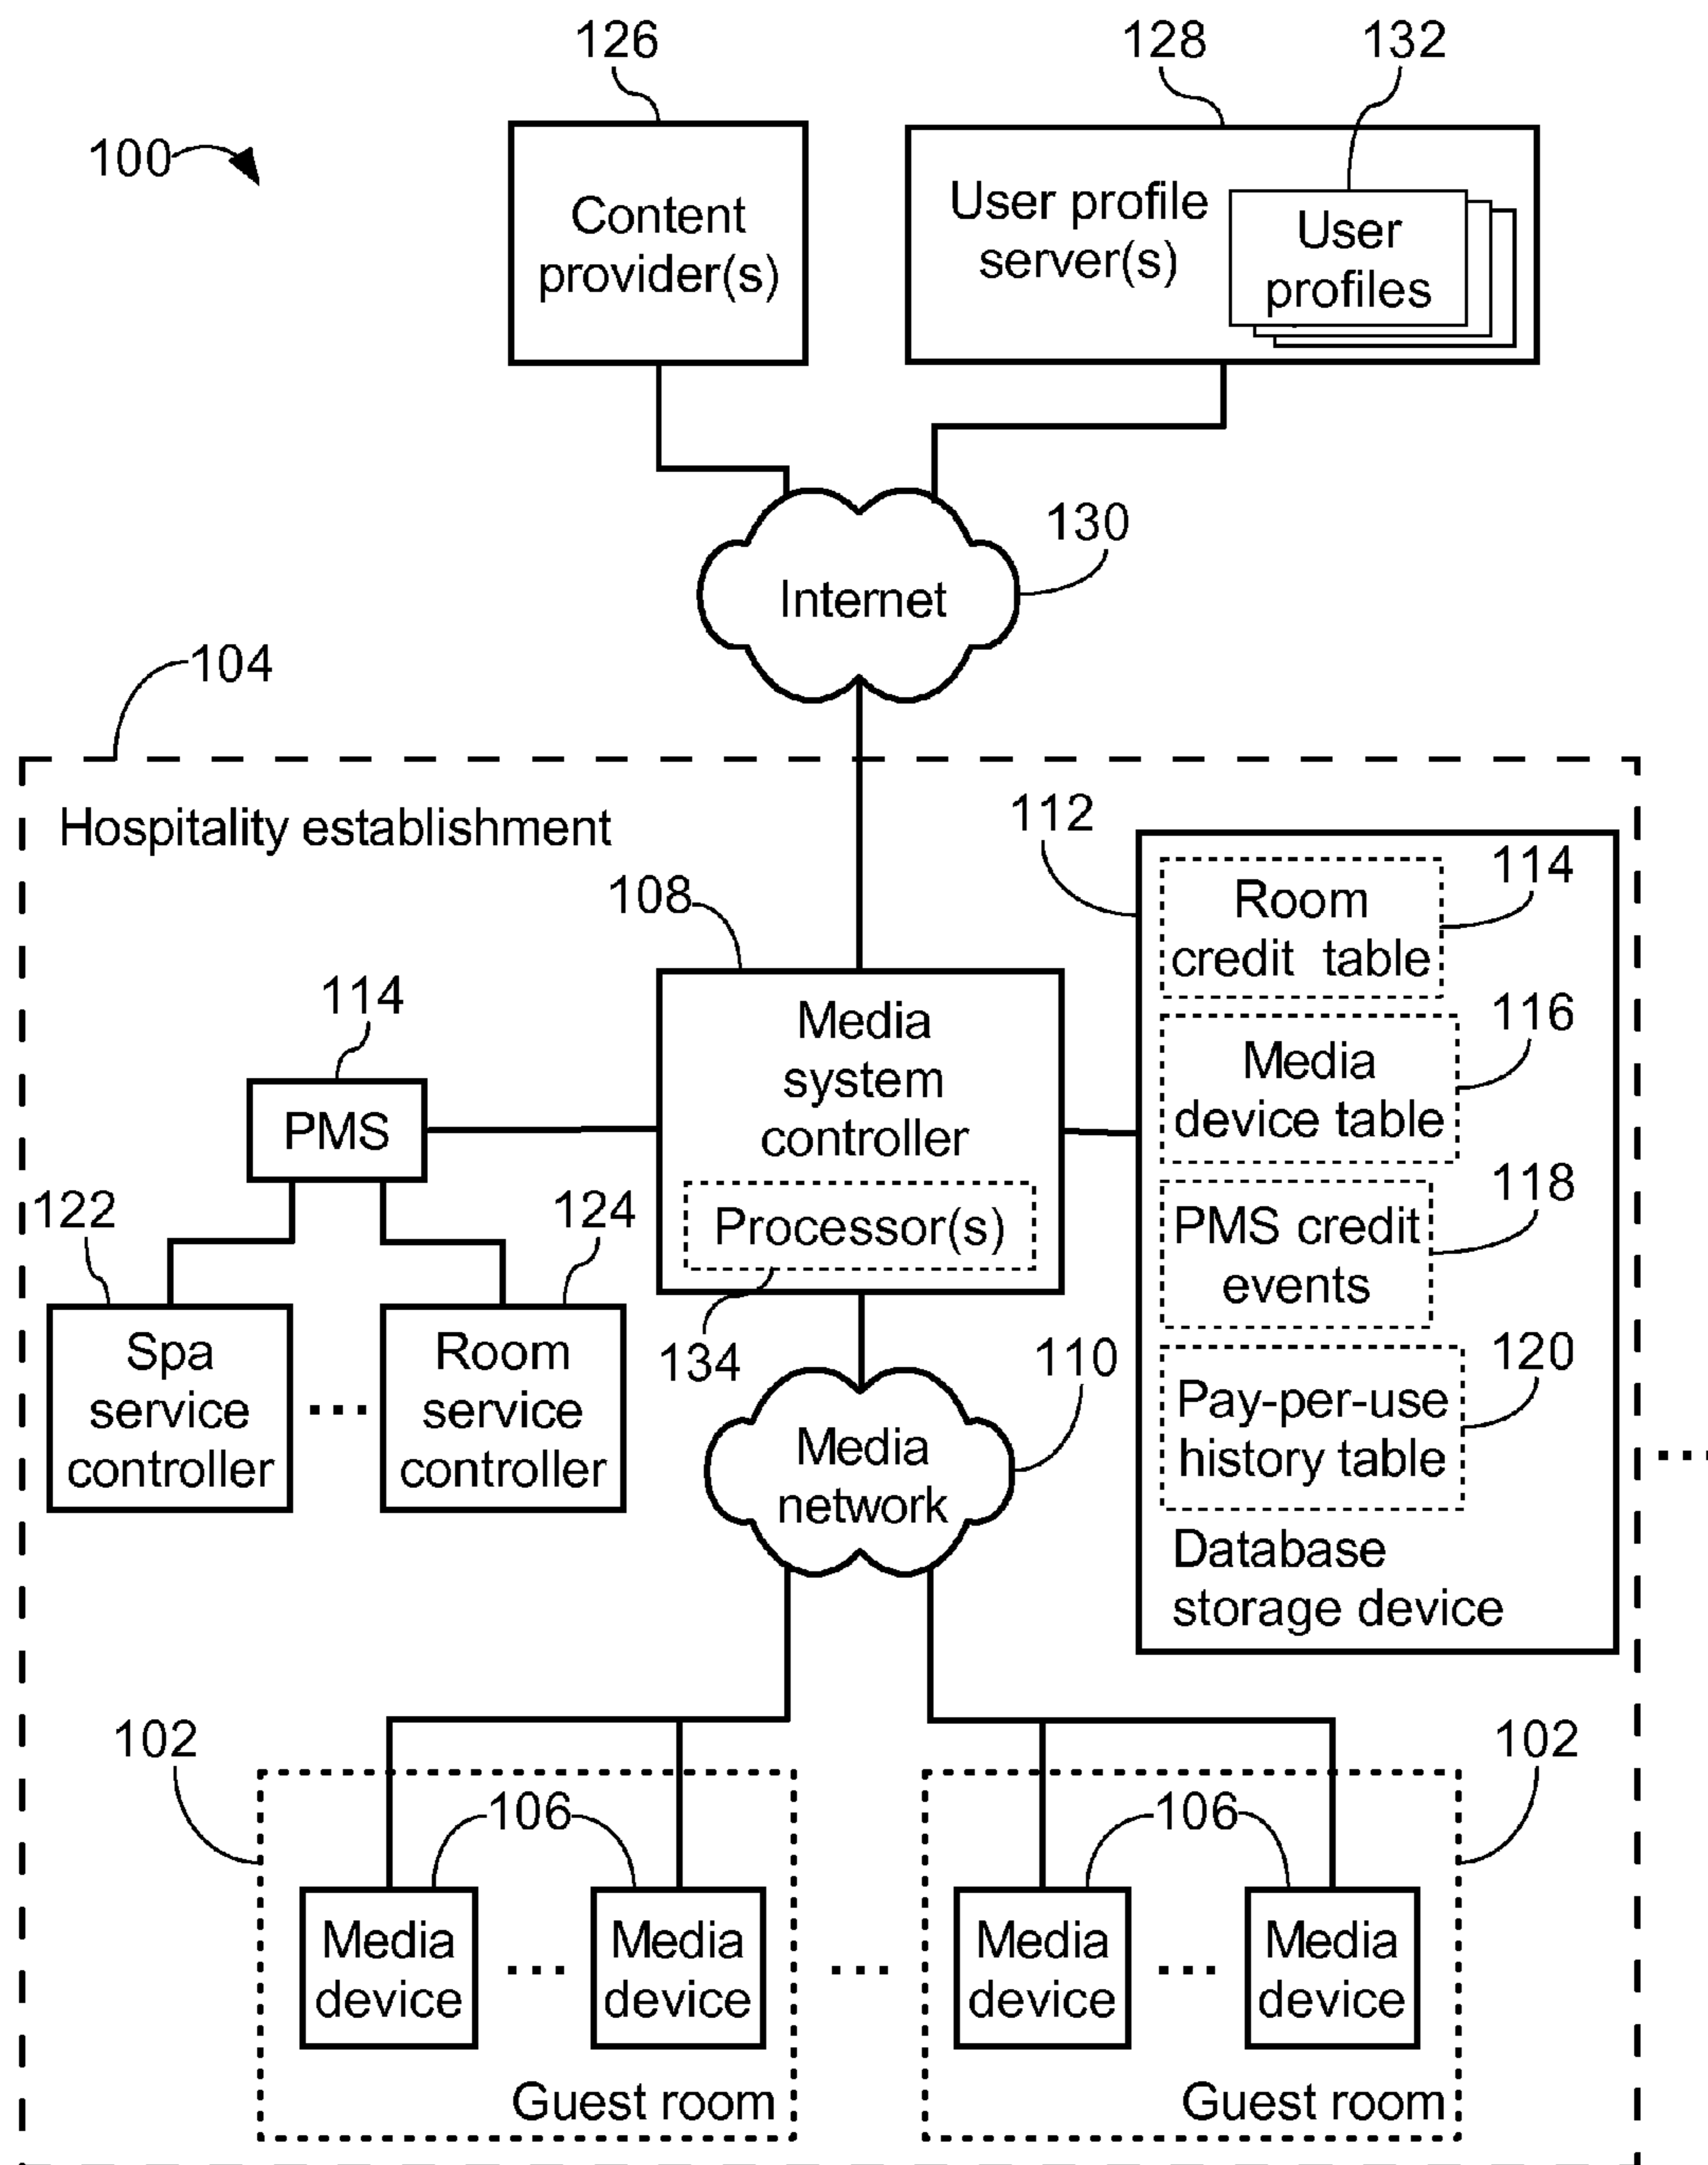 126
128
132
100
Content
provider(s)
User profile
server(s)
User
profiles
130
Internet
104
Hospitality establishment
112
108
114
Room
credit table
114
Media
system
controller
116
Media
device table
PMS
122
124
Processor(s)
118
PMS credit
events
134
110
120
Spa
service
controller
...
Room
service
controller
Media
network
Pay-per-use
history table
...
Database
storage device
102
102
106
106
Media
device
...
Media
device
...
Media
device
...
Media
device
Guest room
Guest room